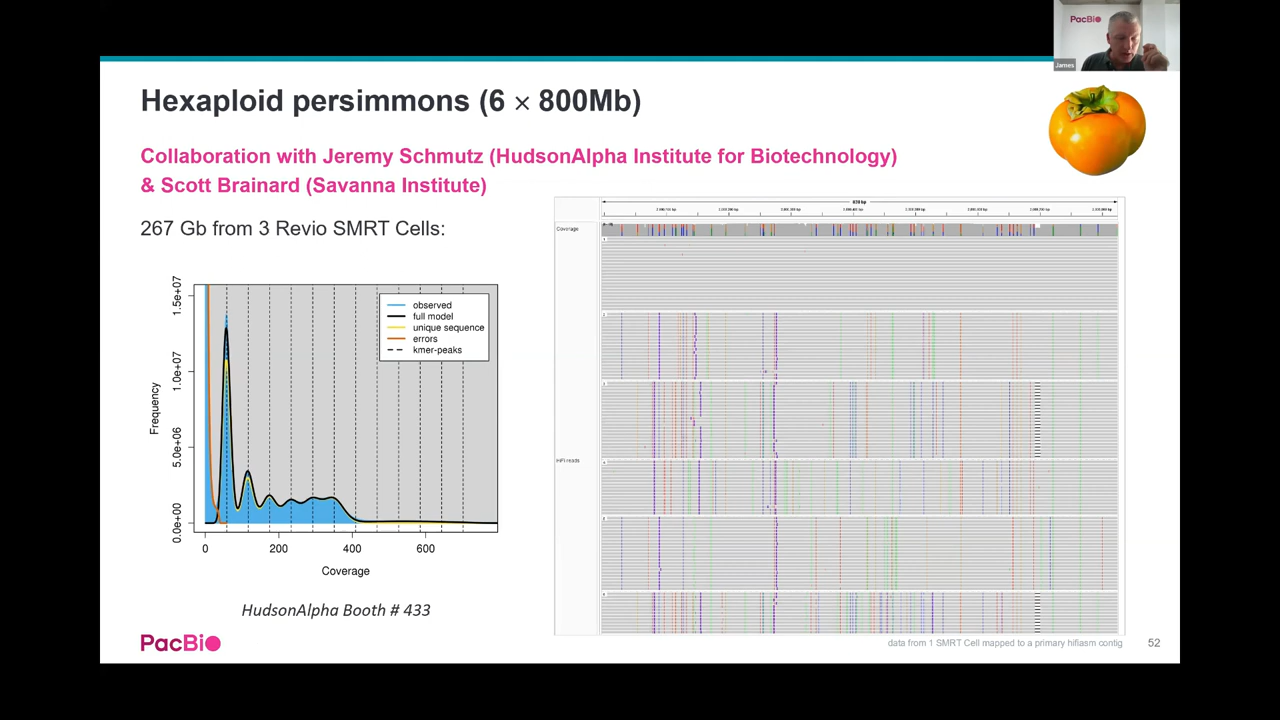 PacBio
James
Hexaploid persimmons (6 × 800Mb)
Collaboration with Jeremy Schmutz (HudsonAlpha Institute for Biotechnology)
& Scott Brainard (Savanna Institute)
267 Gb from 3 Revio SMRT Cells:
observed
full model
unique sequence
errors
kmer-peaks
Frequency
0.0e+00
5.0e+06
1.0e+07
1.5e+07
0
200
400
600
Coverage
HudsonAlpha Booth # 433
Coverage
HiFi reads
PacBio
data from 1 SMRT Cell mapped to a primary hifiasm contig
52